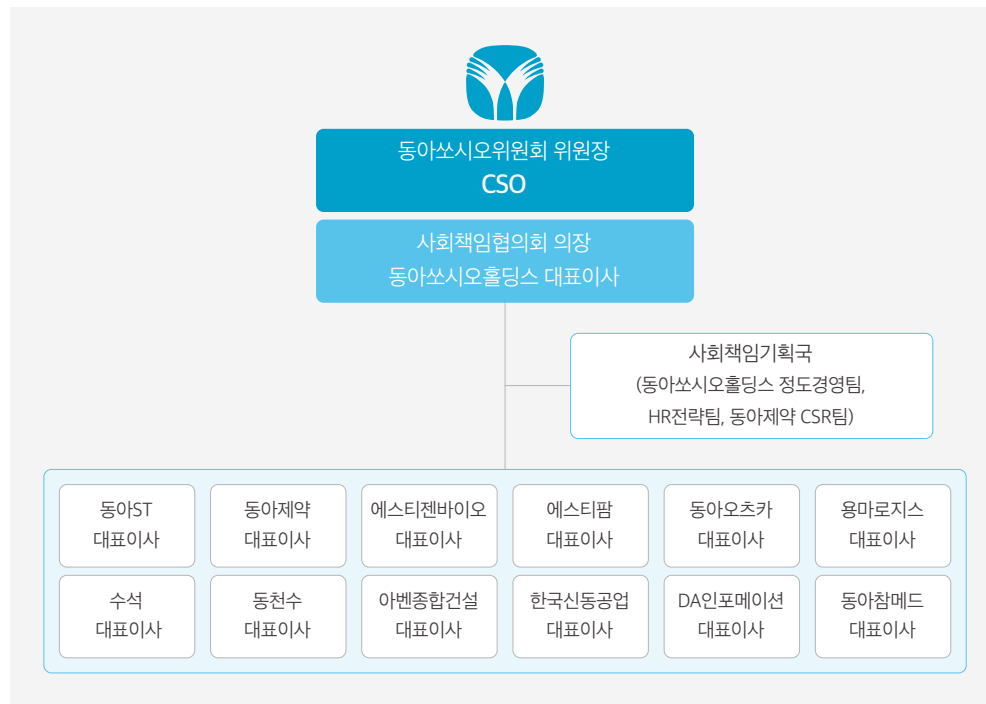 동아쏘시오위원회 위원장
CSO
사회책임협의회 의장
동아쏘시오홀딩스 대표이사
사회책임기획국
(동아쏘시오홀딩스 정도경영팀,
HR전략팀, 동아제약 CSR팀)
동아ST
대표이사
동아제약
대표이사
에스티젠바이오
대표이사
에스티팜
대표이사
동아오츠카
대표이사
용마로지스
대표이사
수석
대표이사
동천수
대표이사
아벤종합건설
대표이사
한국신동공업
대표이사
DA인포메이션
대표이사
동아참메드
대표이사